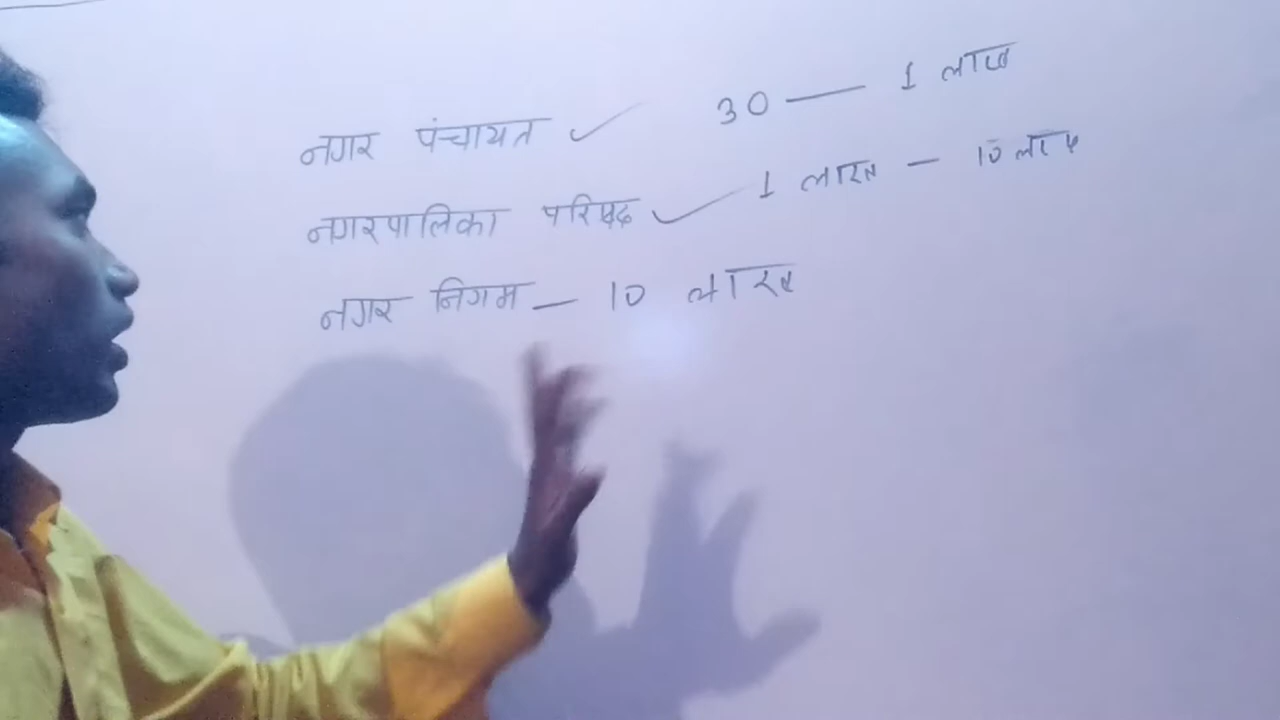 नगर पंचायत ✓ 30 — 1 लाख
नगरपालिका परिषद ✓ 1 लाख — 10 लाख
नगर निगम — 10 लाख